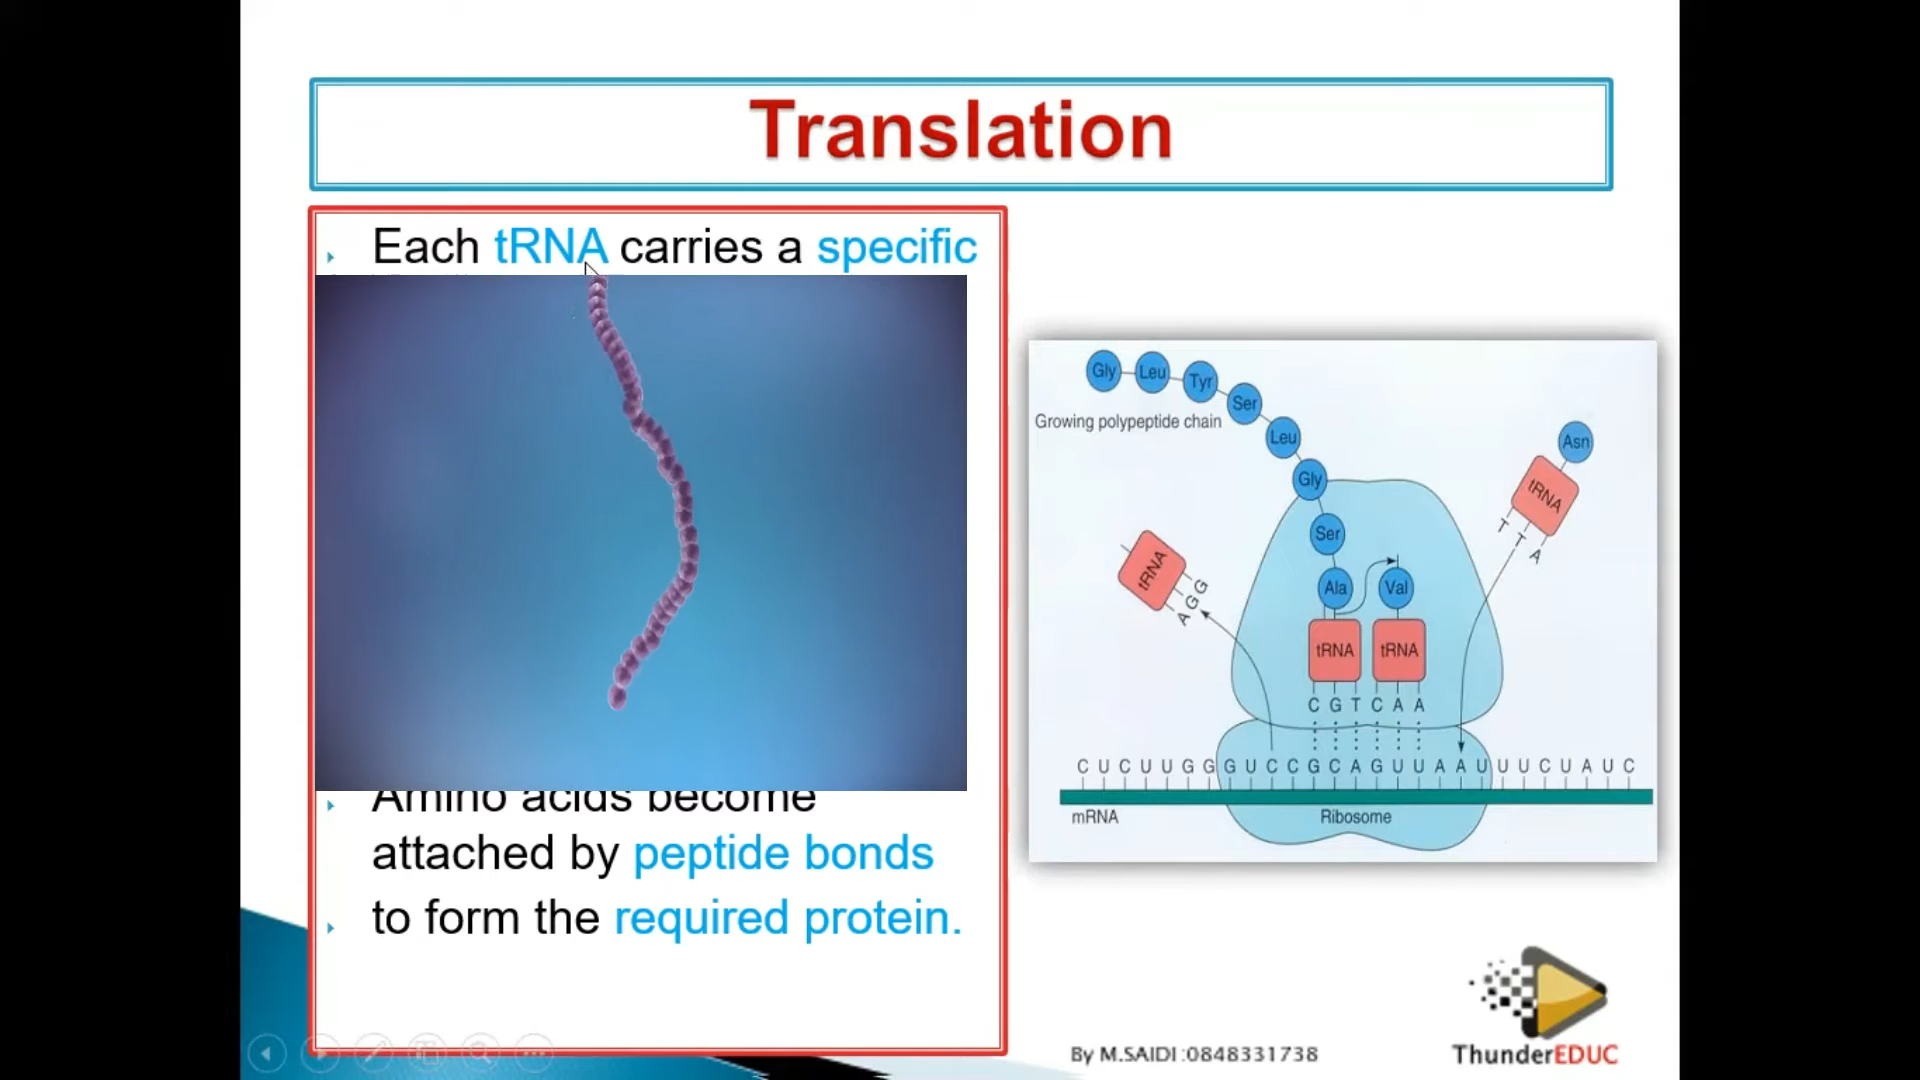 Translation
Each tRNA carries a specific
Amino acids become
attached by peptide bonds
to form the required protein.
Gly Leu Tyr Ser Leu Gly Ser Ala Val
Growing polypeptide chain
Asn
tRNA
T T A
tRNA
A G G
tRNA tRNA
C G T C A A
C U C U U G G G U C C G C A G U U A A U U U C U A U C
mRNA Ribosome
By M.SAIDI :0848331738
ThunderEDUC